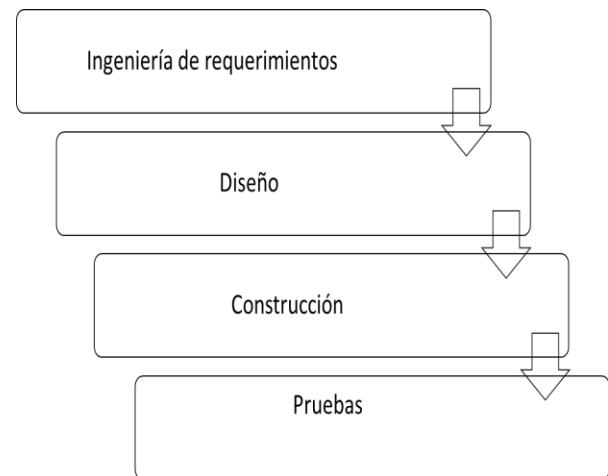 Ingeniería de requerimientos
Diseño
Construcción
Pruebas